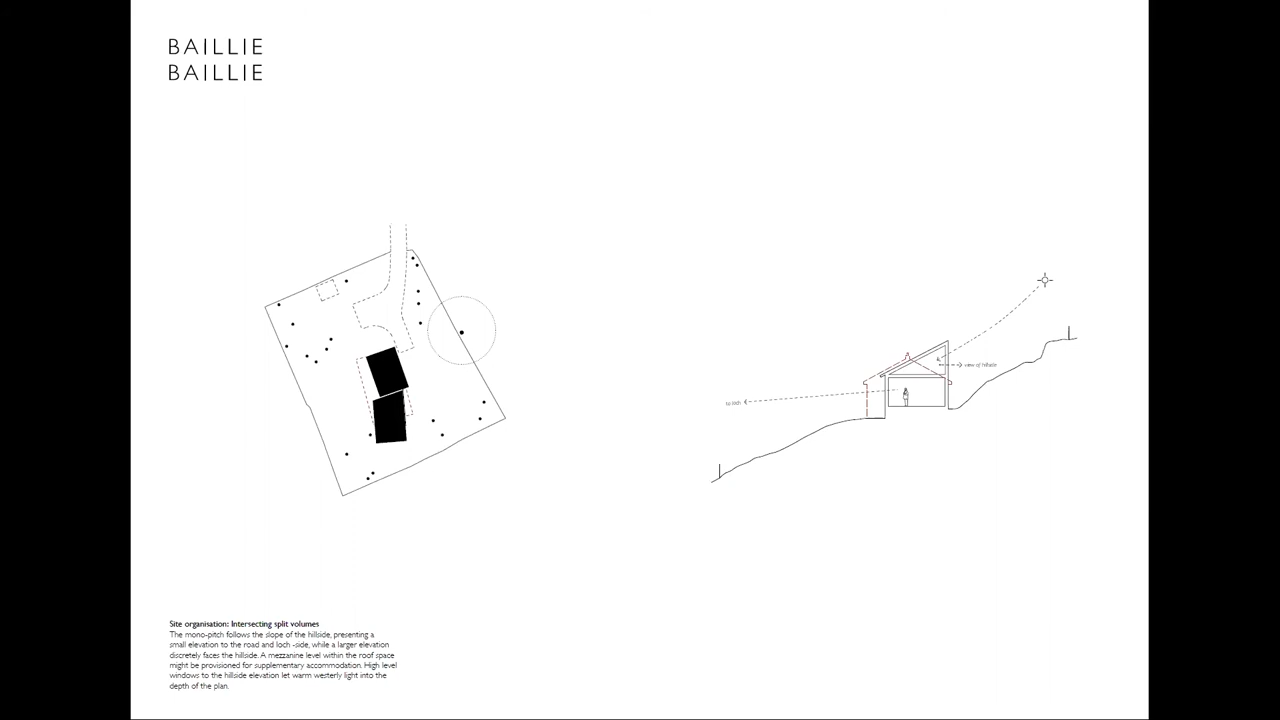 BAILLIE
BAILLIE
view of hillside
to loch
Site organisation: Intersecting split volumes
The mono-pitch follows the slope of the hillside, presenting a
small elevation to the road and loch -side, while a larger elevation
discretely faces the hillside. A mezzanine level within the roof space
might be provisioned for supplementary accommodation. High level
windows to the hillside elevation let warm westerly light into the
depth of the plan.